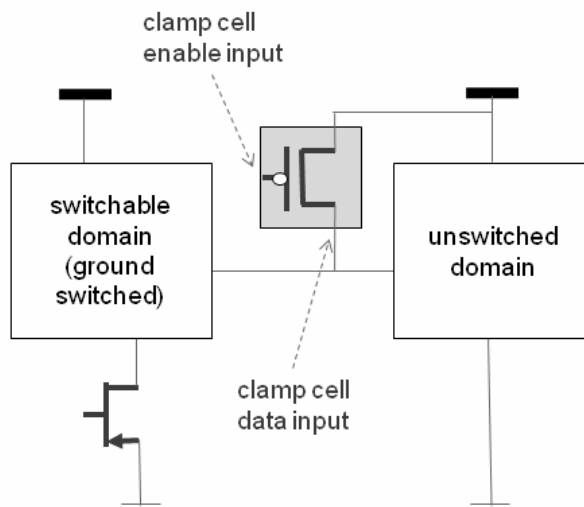 clamp cell
enable input
switchable
domain
(ground
switched)
unswitched
domain
clamp cell
data input